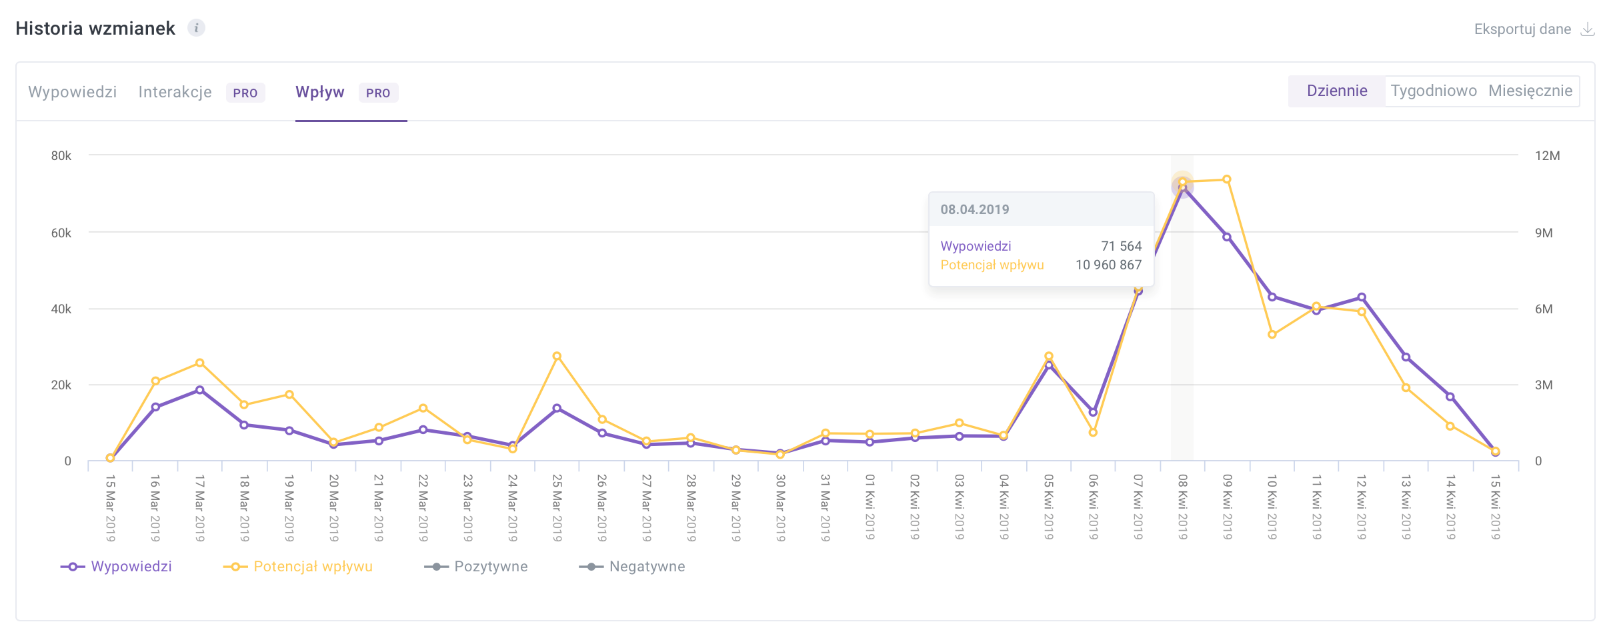 Historia wzmianek i
Eksportuj dane
Wypowiedzi Interakcje PRO Wpływ PRO
Dziennie Tygodniowo Miesięcznie
80k 12M
60k 9M
40k 6M
20k 3M
0 0
08.04.2019
Wypowiedzi 71 564
Potencjał wpływu 10 960 867
15 Mar 2019
16 Mar 2019
17 Mar 2019
18 Mar 2019
19 Mar 2019
20 Mar 2019
21 Mar 2019
22 Mar 2019
23 Mar 2019
24 Mar 2019
25 Mar 2019
26 Mar 2019
27 Mar 2019
28 Mar 2019
29 Mar 2019
30 Mar 2019
31 Mar 2019
01 Kwi 2019
02 Kwi 2019
03 Kwi 2019
04 Kwi 2019
05 Kwi 2019
06 Kwi 2019
07 Kwi 2019
08 Kwi 2019
09 Kwi 2019
10 Kwi 2019
11 Kwi 2019
12 Kwi 2019
13 Kwi 2019
14 Kwi 2019
15 Kwi 2019
Wypowiedzi Potencjał wpływu Pozytywne Negatywne